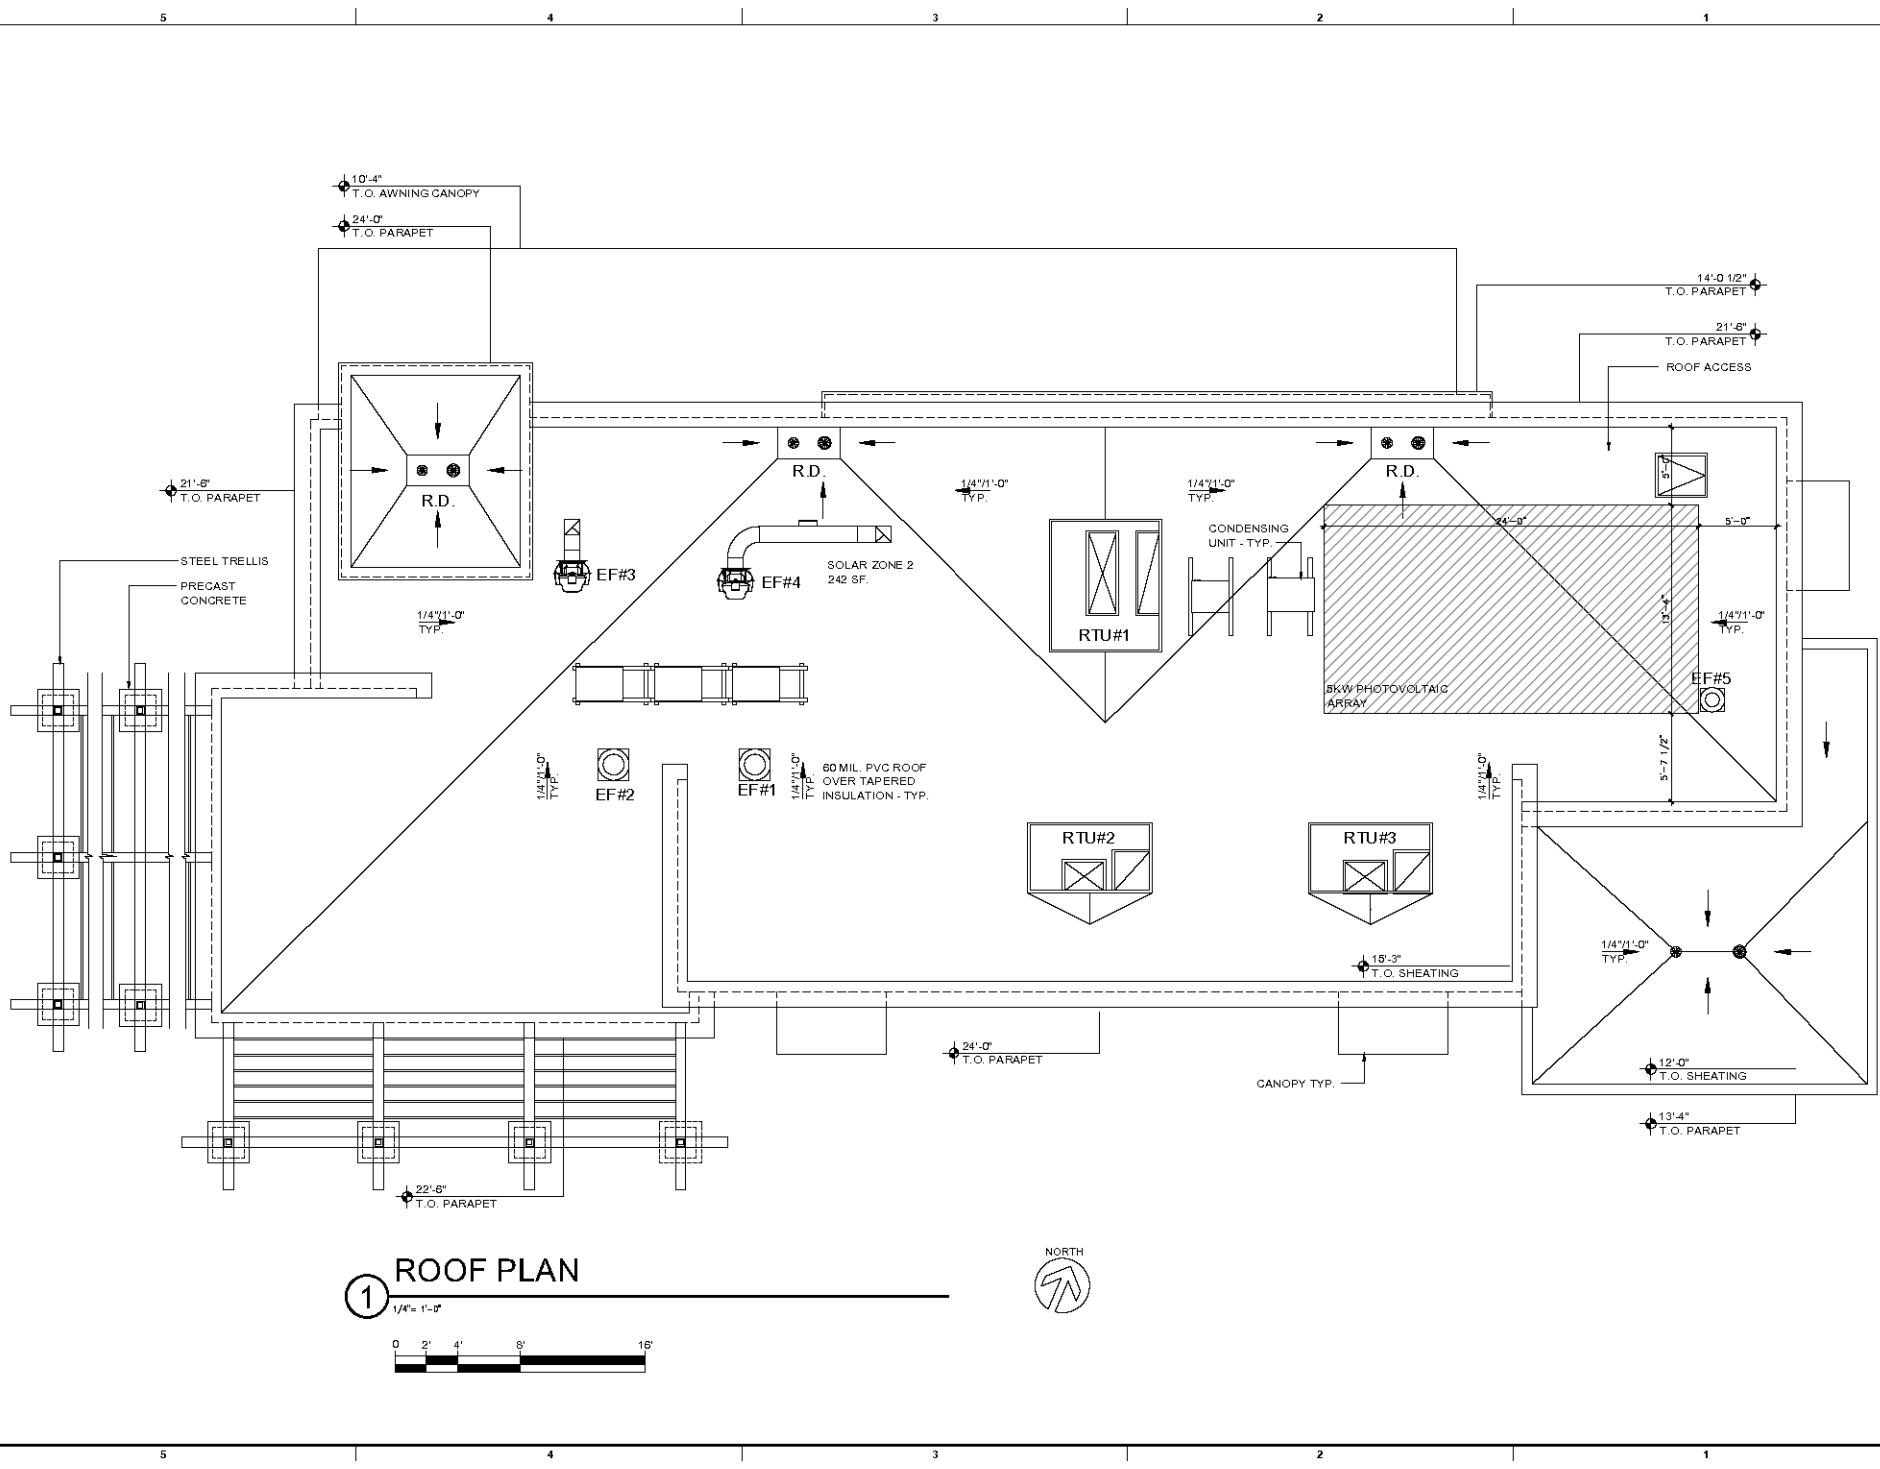 5 4 3 2 1
10'-4"
T.O. AWNING CANOPY
24'-0"
T.O. PARAPET
14'-0 1/2"
T.O. PARAPET
21'-6"
T.O. PARAPET
ROOF ACCESS
R.D.
R.D.
R.D.
5'-0"
21'-6"
T.O. PARAPET
1/4"/1'-0"
TYP.
1/4"/1'-0"
TYP.
24'-0"
5'-0"
CONDENSING
UNIT - TYP.
STEEL TRELLIS
PRECAST
CONCRETE
EF#3
EF#4
SOLAR ZONE 2
242 SF.
1/4"/1'-0"
TYP.
RTU#1
13'-4"
1/4"/1'-0"
TYP.
EF#5
5KW PHOTOVOLTAIC
ARRAY
1/4"/1'-0"
TYP.
EF#2
EF#1
1/4"/1'-0"
TYP.
60 MIL. PVC ROOF
OVER TAPERED
INSULATION - TYP.
1/4"/1'-0"
TYP.
5'-7 1/2"
RTU#2
RTU#3
1/4"/1'-0"
TYP.
15'-3"
T.O. SHEATING
24'-0"
T.O. PARAPET
CANOPY TYP.
12'-0"
T.O. SHEATING
13'-4"
T.O. PARAPET
22'-6"
T.O. PARAPET
1
ROOF PLAN
1/4"= 1'-0"
NORTH
0 2' 4' 8' 16'
5 4 3 2 1